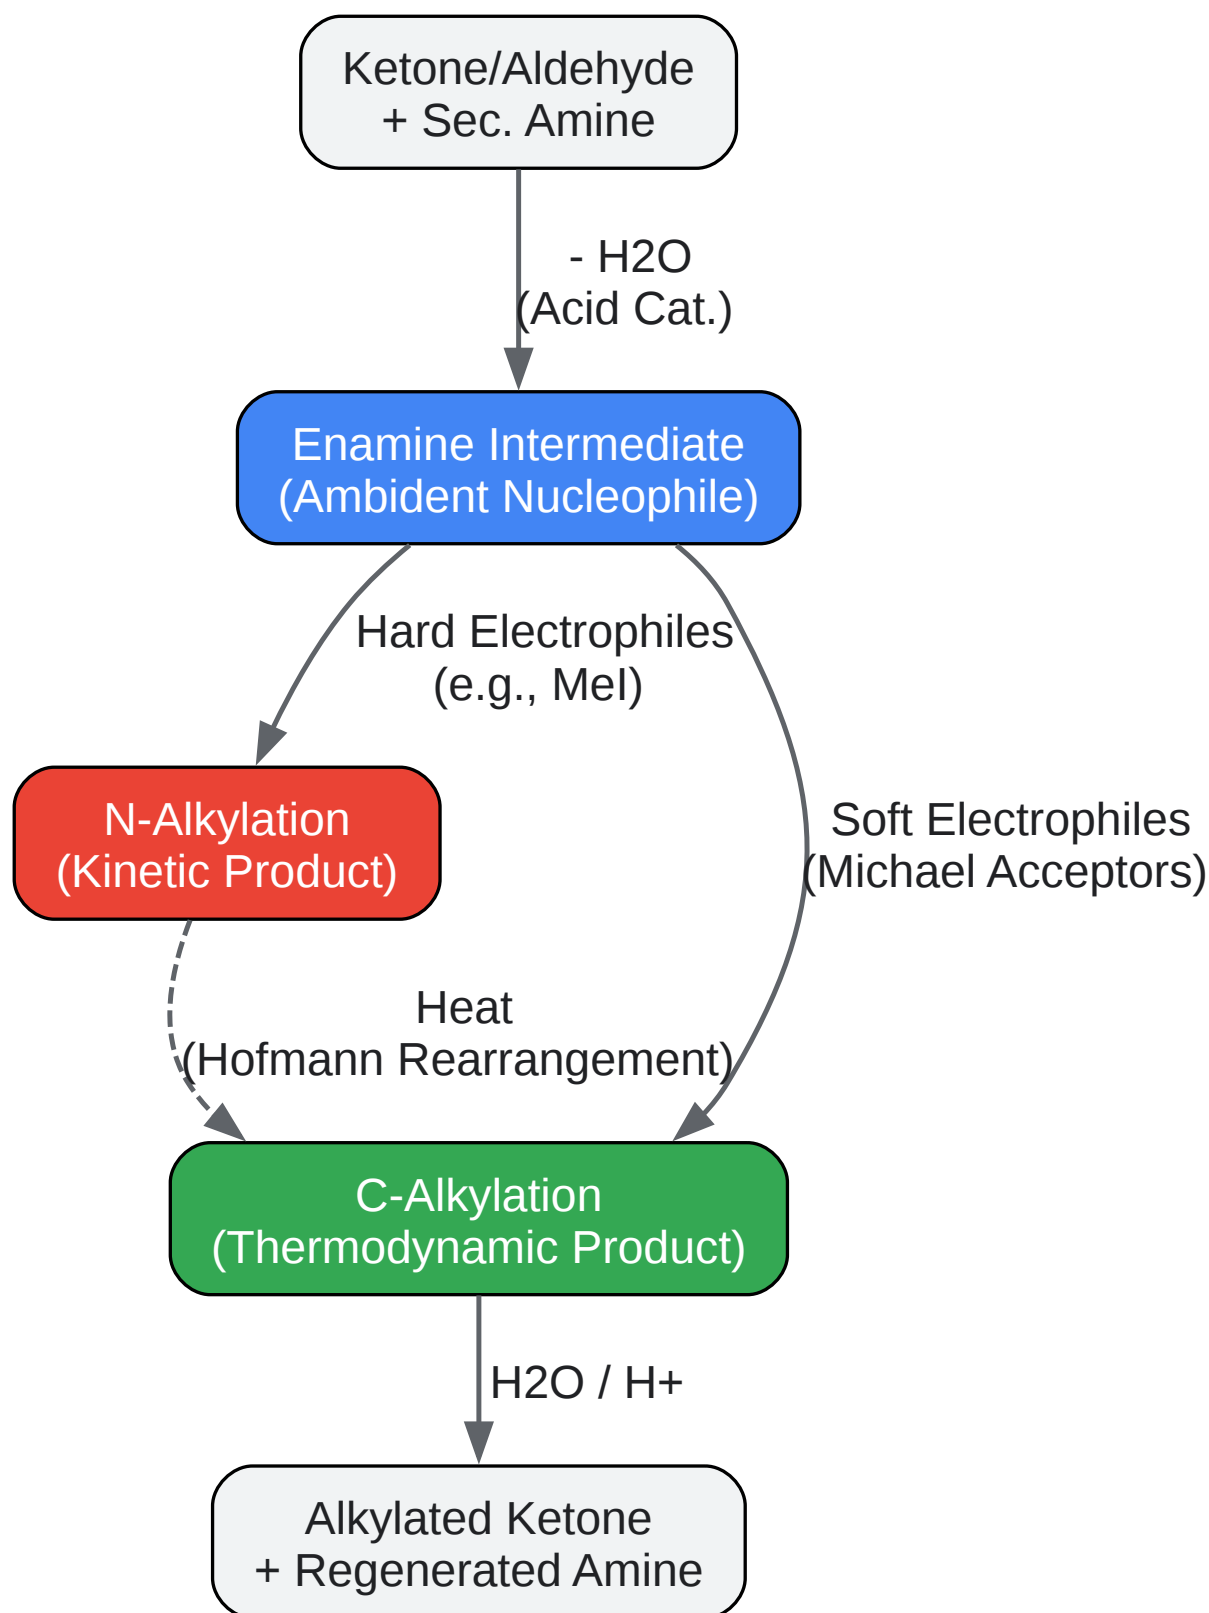 Ketone/Aldehyde
+ Sec. Amine
- H2O
(Acid Cat.)
Enamine Intermediate
(Ambident Nucleophile)
Hard Electrophiles
(e.g., MeI)
N-Alkylation
(Kinetic Product)
Soft Electrophiles
(Michael Acceptors)
Heat
(Hofmann Rearrangement)
C-Alkylation
(Thermodynamic Product)
H2O / H+
Alkylated Ketone
+ Regenerated Amine